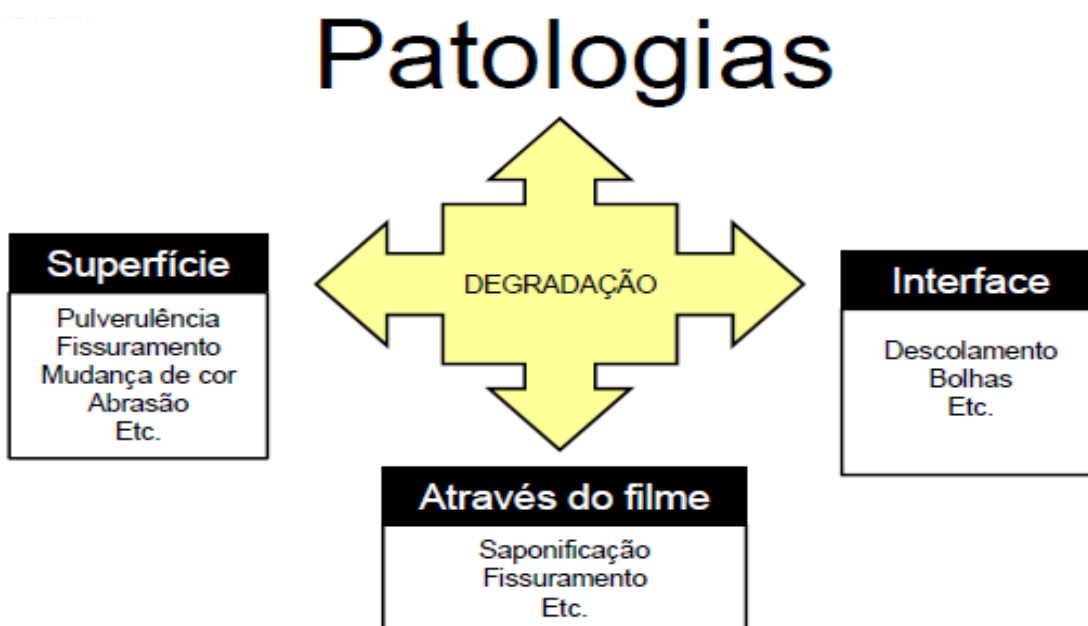 Patologias
Superfície
Pulverulência
Fissuramento
Mudança de cor
Abrasão
Etc.
DEGRADAÇÃO
Interface
Descolamento
Bolhas
Etc.
Através do filme
Saponificação
Fissuramento
Etc.